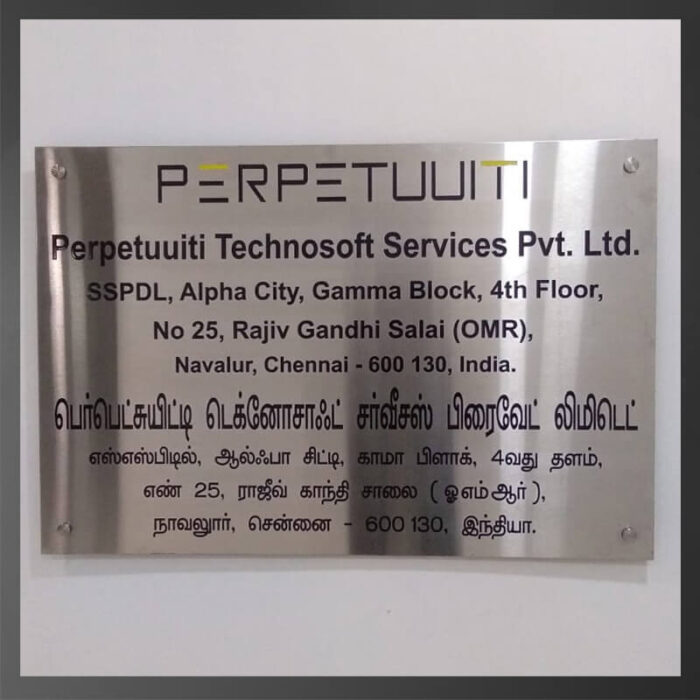 PERPETUUITI
Perpetuuiti Technosoft Services Pvt. Ltd.
SSPDL, Alpha City, Gamma Block, 4th Floor,
No 25, Rajiv Gandhi Salai (OMR),
Navalur, Chennai - 600 130, India.
பெர்பெட்சுயிட்டி டெக்னோசாஃட் சர்வீசஸ் பிரைவேட் லிமிடெட்
எஸ்எஸ்பிடில், ஆல்ஃபா சிட்டி, காமா பிளாக், 4வது தளம்,
எண் 25, ராஜீவ் காந்தி சாலை ( ஓஎம்ஆர் ),
நாவலுார், சென்னை - 600 130, இந்தியா.